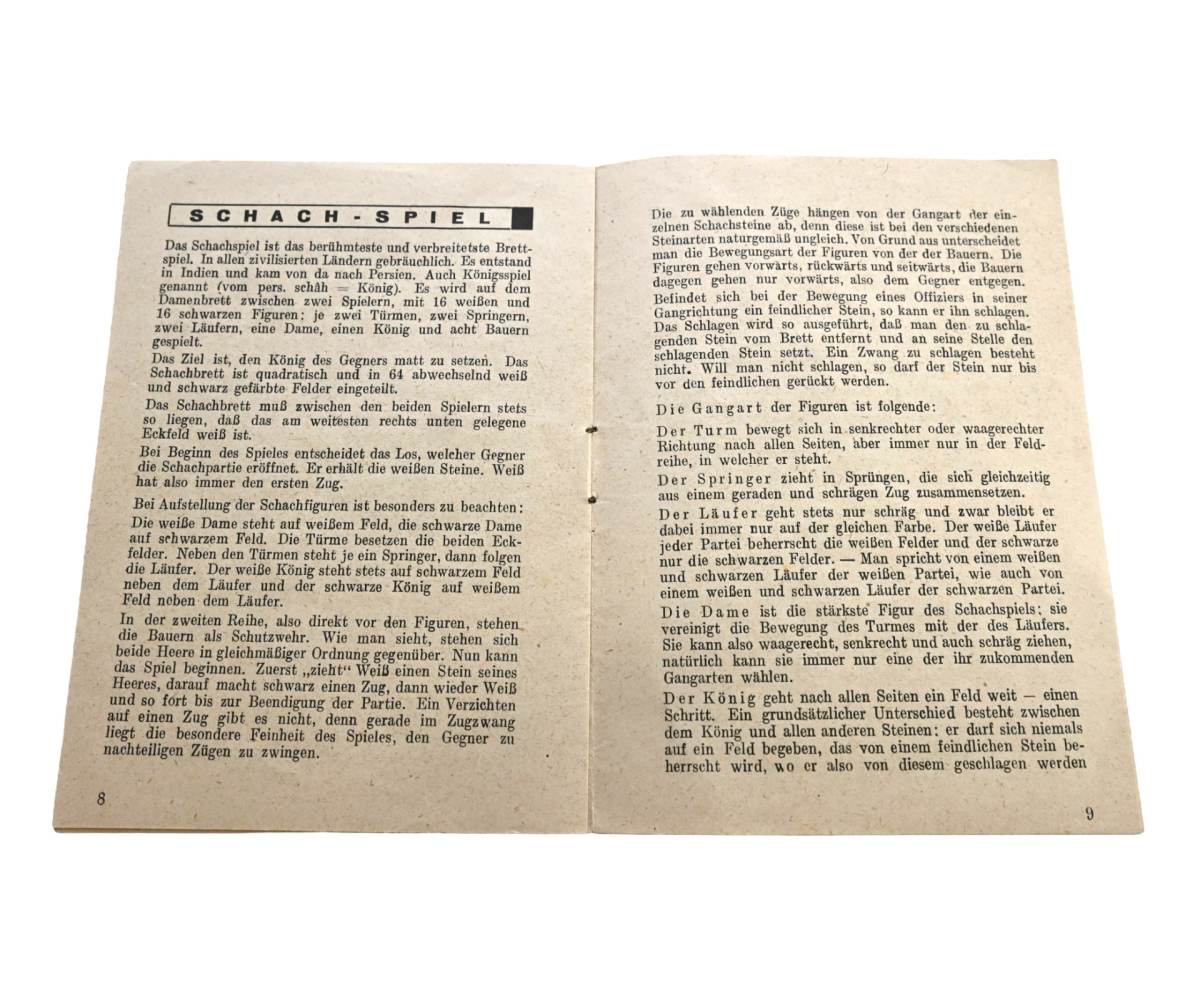 SCHACH-SPIEL
Das Schachspiel ist das berühmteste und verbreitetste Brett-
spiel. In allen zivilisierten Ländern gebräuchlich. Es entstand
in Indien und kam von da nach Persien. Auch Königsspiel
genannt (vom pers. schâh = König). Es wird auf dem
Damenbrett zwischen zwei Spielern, mit 16 weißen und
16 schwarzen Figuren: je zwei Türmen, zwei Springern,
zwei Läufern, eine Dame, einen König und acht Bauern
gespielt.
Das Ziel ist, den König des Gegners matt zu setzen. Das
Schachbrett ist quadratisch und in 64 abwechselnd weiß
und schwarz gefärbte Felder eingeteilt.
Das Schachbrett muß zwischen den beiden Spielern stets
so liegen, daß das am weitesten rechts unten gelegene
Eckfeld weiß ist.
Bei Beginn des Spieles entscheidet das Los, welcher Gegner
die Schachpartie eröffnet. Er erhält die weißen Steine. Weiß
hat also immer den ersten Zug.
Bei Aufstellung der Schachfiguren ist besonders zu beachten:
Die weiße Dame steht auf weißem Feld, die schwarze Dame
auf schwarzem Feld. Die Türme besetzen die beiden Eck-
felder. Neben den Türmen steht je ein Springer, dann folgen
die Läufer. Der weiße König steht stets auf schwarzem Feld
neben dem Läufer und der schwarze König auf weißem
Feld neben dem Läufer.
In der zweiten Reihe, also direkt vor den Figuren, stehen
die Bauern als Schutzwehr. Wie man sieht, stehen sich
beide Heere in gleichmäßiger Ordnung gegenüber. Nun kann
das Spiel beginnen. Zuerst „zieht“ Weiß einen Stein seines
Heeres, darauf macht schwarz einen Zug, dann wieder Weiß
und so fort bis zur Beendigung der Partie. Ein Verzichten
auf einen Zug gibt es nicht, denn gerade im Zugzwang
liegt die besondere Feinheit des Spieles, den Gegner zu
nachteiligen Zügen zu zwingen.
8
Die zu wählenden Züge hängen von der Gangart der ein-
zelnen Schachsteine ab, denn diese ist bei den verschiedenen
Steinarten naturgemäß ungleich. Von Grund aus unterscheidet
man die Bewegungsart der Figuren von der der Bauern. Die
Figuren gehen vorwärts, rückwärts und seitwärts, die Bauern
dagegen gehen nur vorwärts, also dem Gegner entgegen.
Befindet sich bei der Bewegung eines Offiziers in seiner
Gangrichtung ein feindlicher Stein, so kann er ihn schlagen.
Das Schlagen wird so ausgeführt, daß man den zu schla-
genden Stein vom Brett entfernt und an seine Stelle den
schlagenden Stein setzt. Ein Zwang zu schlagen besteht
nicht. Will man nicht schlagen, so darf der Stein nur bis
vor den feindlichen gerückt werden.
Die Gangart der Figuren ist folgende:
Der Turm bewegt sich in senkrechter oder waagerechter
Richtung nach allen Seiten, aber immer nur in der Feld-
reihe, in welcher er steht.
Der Springer zieht in Sprüngen, die sich gleichzeitig
aus einem geraden und schrägen Zug zusammensetzen.
Der Läufer geht stets nur schräg und zwar bleibt er
dabei immer nur auf der gleichen Farbe. Der weiße Läufer
jeder Partei beherrscht die weißen Felder und der schwarze
nur die schwarzen Felder. — Man spricht von einem weißen
und schwarzen Läufer der weißen Partei, wie auch von
einem weißen und schwarzen Läufer der schwarzen Partei.
Die Dame ist die stärkste Figur des Schachspiels; sie
vereinigt die Bewegung des Turmes mit der des Läufers.
Sie kann also waagerecht, senkrecht und auch schräg ziehen,
natürlich kann sie immer nur eine der ihr zukommenden
Gangarten wählen.
Der König geht nach allen Seiten ein Feld weit — einen
Schritt. Ein grundsätzlicher Unterschied besteht zwischen
dem König und allen anderen Steinen: er darf sich niemals
auf ein Feld begeben, das von einem feindlichen Stein be-
herrscht wird, wo er also von diesem geschlagen werden
9